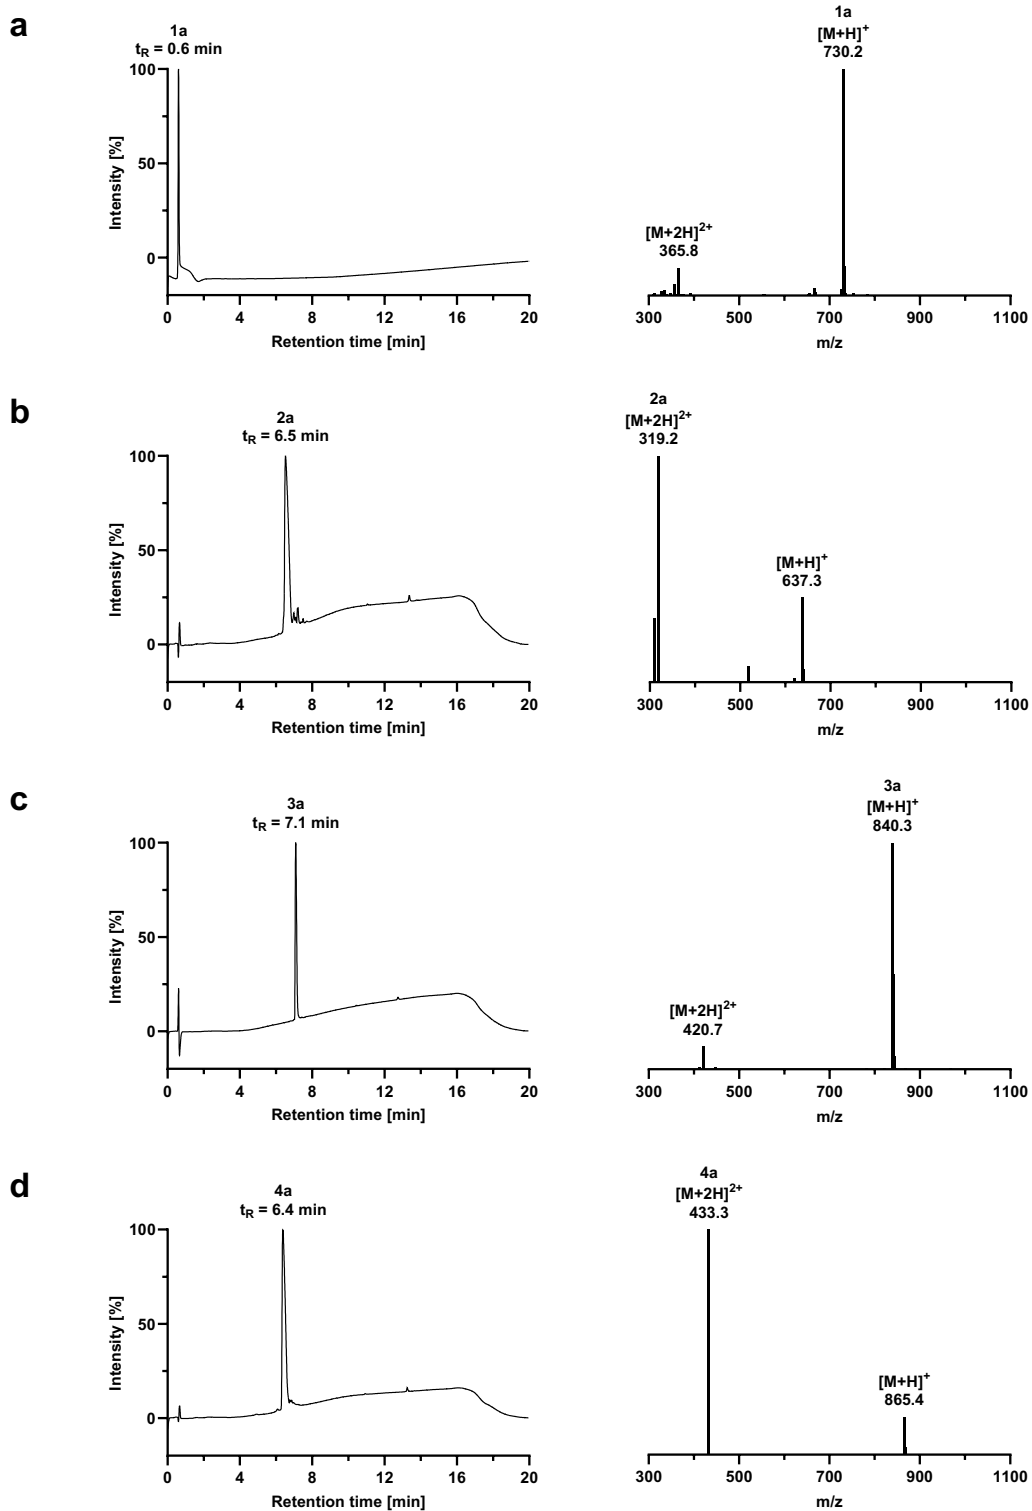 a
1a
tR = 0.6 min
100
50
0
Intensity [%]
0 4 8 12 16 20
Retention time [min]
1a
[M+H]+
730.2
[M+2H]2+
365.8
300 500 700 900 1100
m/z
b
2a
tR = 6.5 min
100
50
0
Intensity [%]
0 4 8 12 16 20
Retention time [min]
2a
[M+2H]2+
319.2
[M+H]+
637.3
300 500 700 900 1100
m/z
c
3a
tR = 7.1 min
100
50
0
Intensity [%]
0 4 8 12 16 20
Retention time [min]
3a
[M+H]+
840.3
[M+2H]2+
420.7
300 500 700 900 1100
m/z
d
4a
tR = 6.4 min
100
50
0
Intensity [%]
0 4 8 12 16 20
Retention time [min]
4a
[M+2H]2+
433.3
[M+H]+
865.4
300 500 700 900 1100
m/z